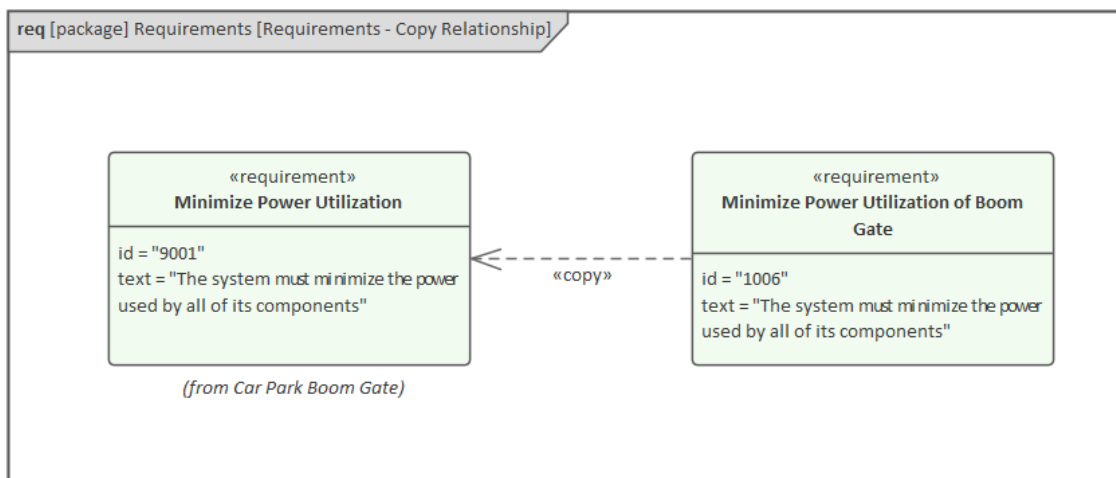 req [package] Requirements [Requirements - Copy Relationship]
«requirement»
Minimize Power Utilization
id = "9001"
text = "The system must minimize the power
used by all of its components"
(from Car Park Boom Gate)
«copy»
«requirement»
Minimize Power Utilization of Boom
Gate
id = "1006"
text = "The system must minimize the power
used by all of its components"